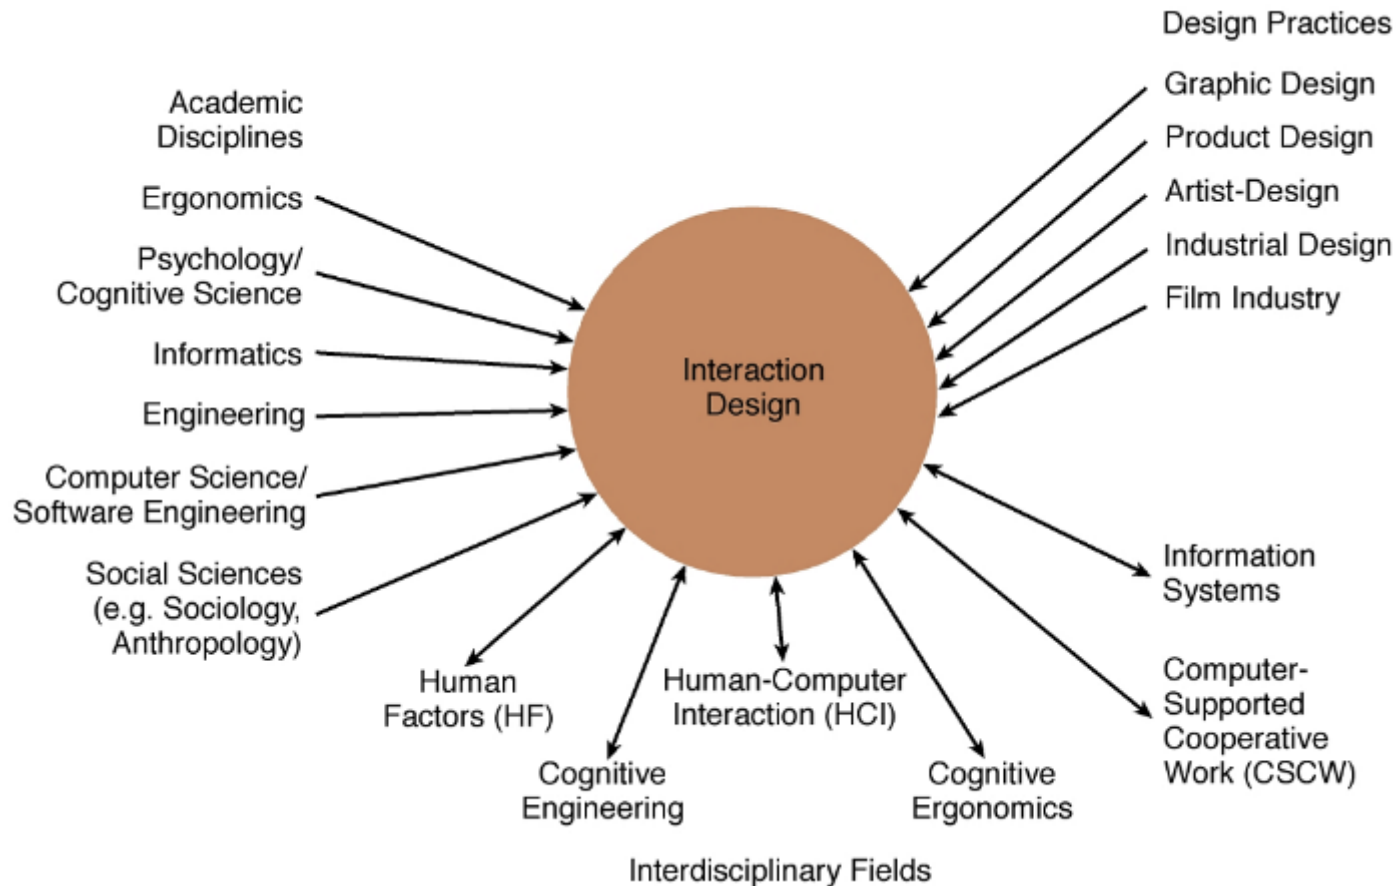 Academic
Disciplines
Ergonomics
Psychology/
Cognitive Science
Informatics
Engineering
Computer Science/
Software Engineering
Social Sciences
(e.g. Sociology,
Anthropology)
Interaction
Design
Design Practices
Graphic Design
Product Design
Artist-Design
Industrial Design
Film Industry
Information
Systems
Computer-
Supported
Cooperative
Work (CSCW)
Human
Factors (HF)
Human-Computer
Interaction (HCI)
Cognitive
Engineering
Cognitive
Ergonomics
Interdisciplinary Fields